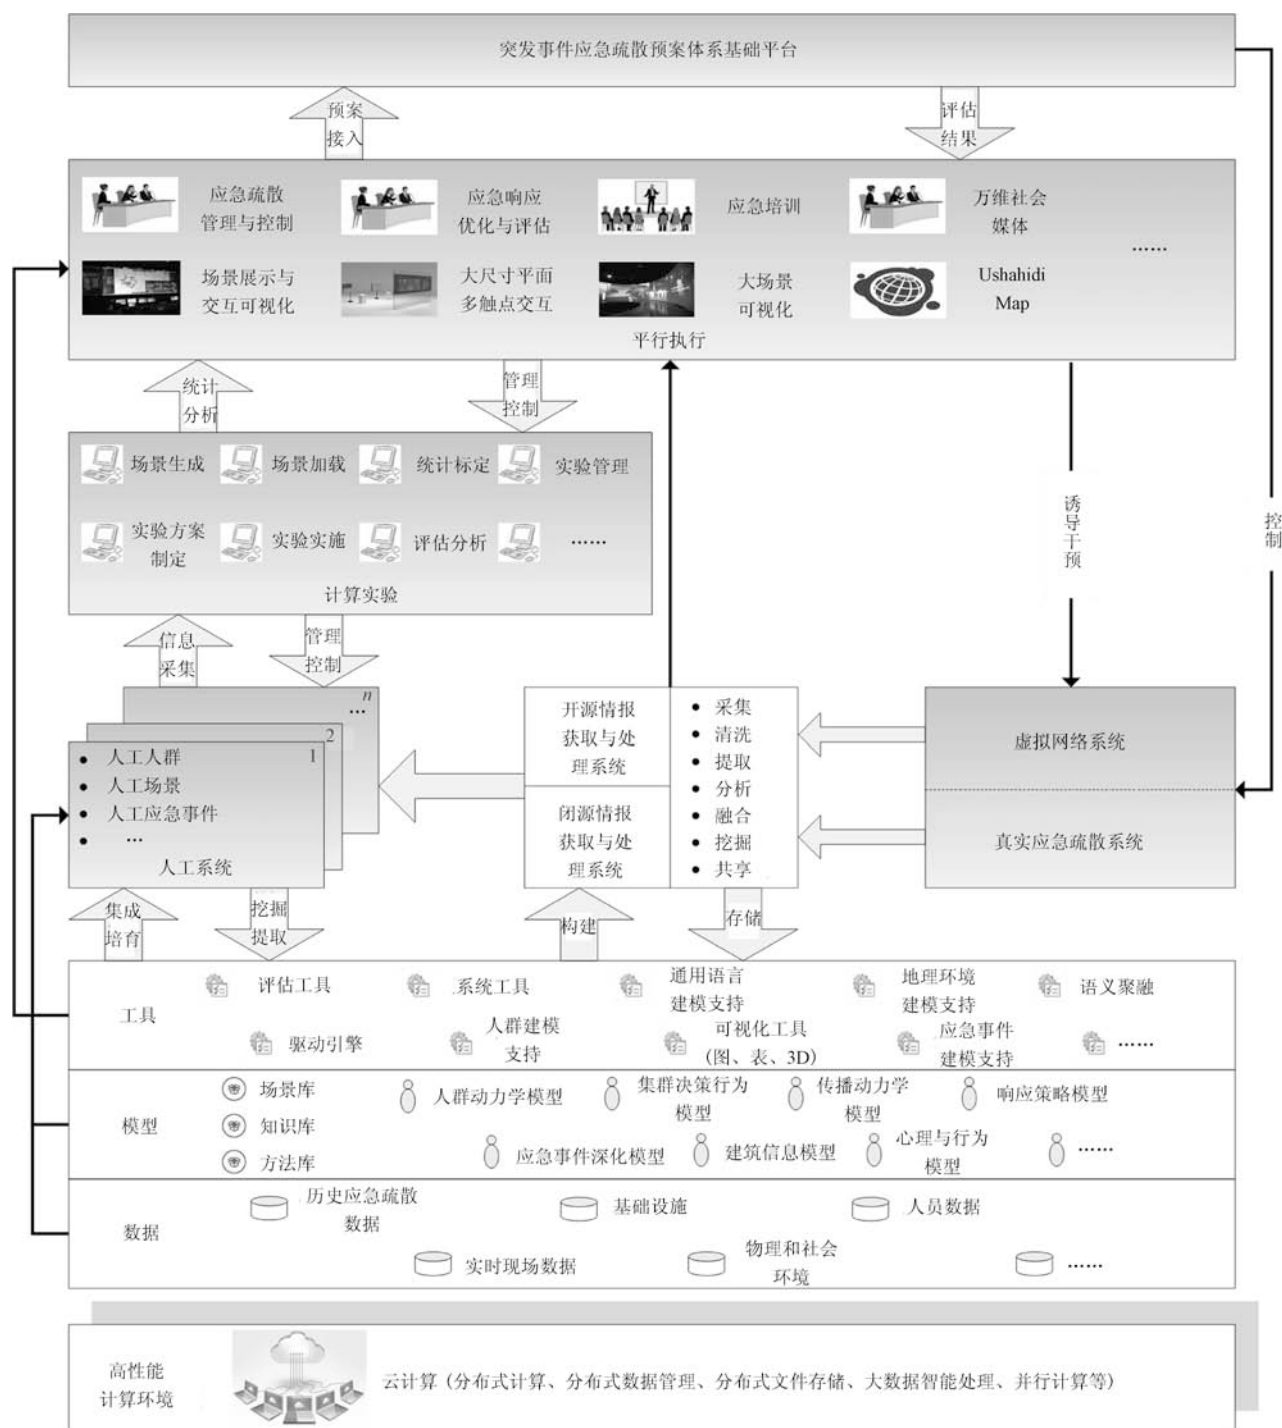 突发事件应急疏散预案体系基础平台
预案
接入
评估
结果
应急疏散
管理与控制
应急响应
优化与评估
应急培训
万维社会
媒体
……
场景展示与
交互可视化
大尺寸平面
多触点交互
大场景
可视化
Ushahidi
Map
平行执行
统计
分析
管理
控制
诱导干预
控制
场景生成
场景加载
统计标定
实验管理
实验方案
制定
实验实施
评估分析
……
计算实验
信息
采集
管理
控制
n
…
2
1
● 人工人群
● 人工场景
● 人工应急事件
● …
人工系统
开源情报
获取与处
理系统
闭源情报
获取与处
理系统
● 采集
● 清洗
● 提取
● 分析
● 融合
● 挖掘
● 共享
虚拟网络系统
真实应急疏散系统
集成
培育
挖掘
提取
构建
存储
工具
评估工具
系统工具
通用语言
建模支持
地理环境
建模支持
语义聚融
驱动引擎
人群建模
支持
可视化工具
(图、表、3D)
应急事件
建模支持
……
模型
场景库
知识库
方法库
人群动力学模型
集群决策行为
模型
传播动力学
模型
响应策略模型
应急事件深化模型
建筑信息模型
心理与行为
模型
……
数据
历史应急疏散
数据
基础设施
人员数据
实时现场数据
物理和社会
环境
……
高性能
计算环境
云计算 (分布式计算、分布式数据管理、分布式文件存储、大数据智能处理、并行计算等)